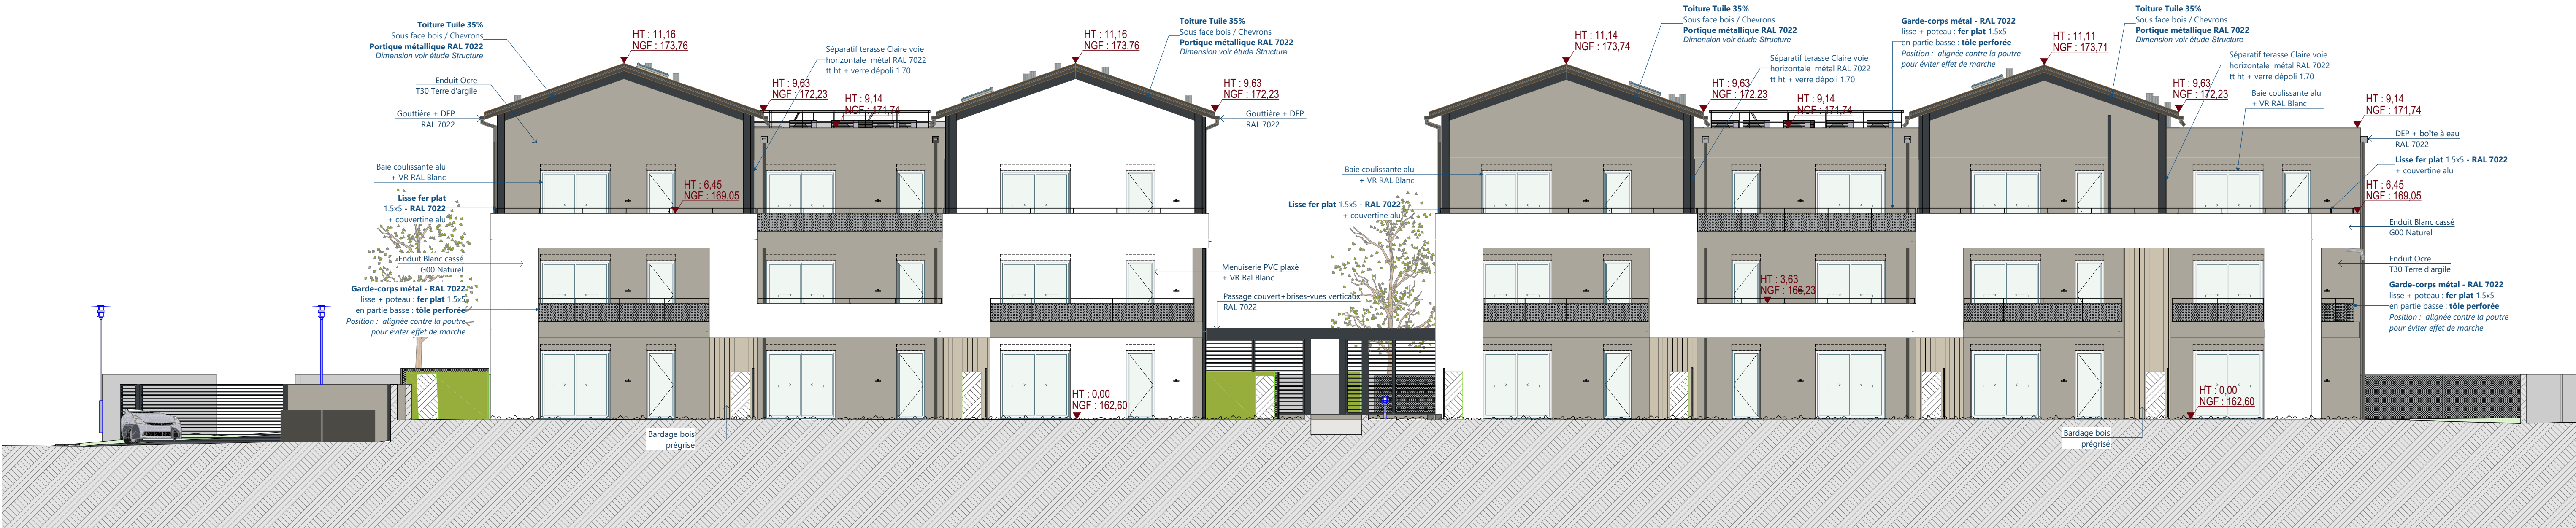 Toiture Tuile 35%
Sous face bois / Chevrons
Portique métallique RAL 7022
Dimension voir étude Structure
Enduit Ocre
T30 Terre d'argile
Gouttière + DEP
RAL 7022
Baie coulissante alu
+ VR RAL Blanc
Lisse fer plat
1.5x5 - RAL 7022
+ couvertine alu
Enduit Blanc cassé
G00 Naturel
Garde-corps métal - RAL 7022
lisse + poteau : fer plat 1.5x5
en partie basse : tôle perforée
Position : alignée contre la poutre
pour éviter effet de marche
HT : 11,16
NGF : 173,76
HT : 9,63
NGF : 172,23
Séparatif terasse Claire voie
horizontale métal RAL 7022
tt ht + verre dépoli 1.70
HT : 9,14
NGF : 171,74
HT : 6,45
NGF : 169,05
Bardage bois
prégrisé
HT : 11,16
NGF : 173,76
Toiture Tuile 35%
Sous face bois / Chevrons
Portique métallique RAL 7022
Dimension voir étude Structure
HT : 9,63
NGF : 172,23
Gouttière + DEP
RAL 7022
Menuiserie PVC plaxé
+ VR Ral Blanc
Passage couvert+brises-vues verticaux
RAL 7022
HT : 0,00
NGF : 162,60
Baie coulissante alu
+ VR RAL Blanc
Lisse fer plat 1.5x5 - RAL 7022
+ couvertine alu
HT : 11,14
NGF : 173,74
Toiture Tuile 35%
Sous face bois / Chevrons
Portique métallique RAL 7022
Dimension voir étude Structure
HT : 9,63
NGF : 172,23
Séparatif terasse Claire voie
horizontale métal RAL 7022
tt ht + verre dépoli 1.70
HT : 9,14
NGF : 171,74
HT : 3,63
NGF : 166,23
Garde-corps métal - RAL 7022
lisse + poteau : fer plat 1.5x5
en partie basse : tôle perforée
Position : alignée contre la poutre
pour éviter effet de marche
HT : 11,11
NGF : 173,71
Toiture Tuile 35%
Sous face bois / Chevrons
Portique métallique RAL 7022
Dimension voir étude Structure
Séparatif terasse Claire voie
horizontale métal RAL 7022
tt ht + verre dépoli 1.70
HT : 9,63
NGF : 172,23
Baie coulissante alu
+ VR RAL Blanc
HT : 9,14
NGF : 171,74
DEP + boîte à eau
RAL 7022
Lisse fer plat 1.5x5 - RAL 7022
+ couvertine alu
HT : 6,45
NGF : 169,05
Enduit Blanc cassé
G00 Naturel
Enduit Ocre
T30 Terre d'argile
Garde-corps métal - RAL 7022
lisse + poteau : fer plat 1.5x5
en partie basse : tôle perforée
Position : alignée contre la poutre
pour éviter effet de marche
HT : 0,00
NGF : 162,60
Bardage bois
prégrisé